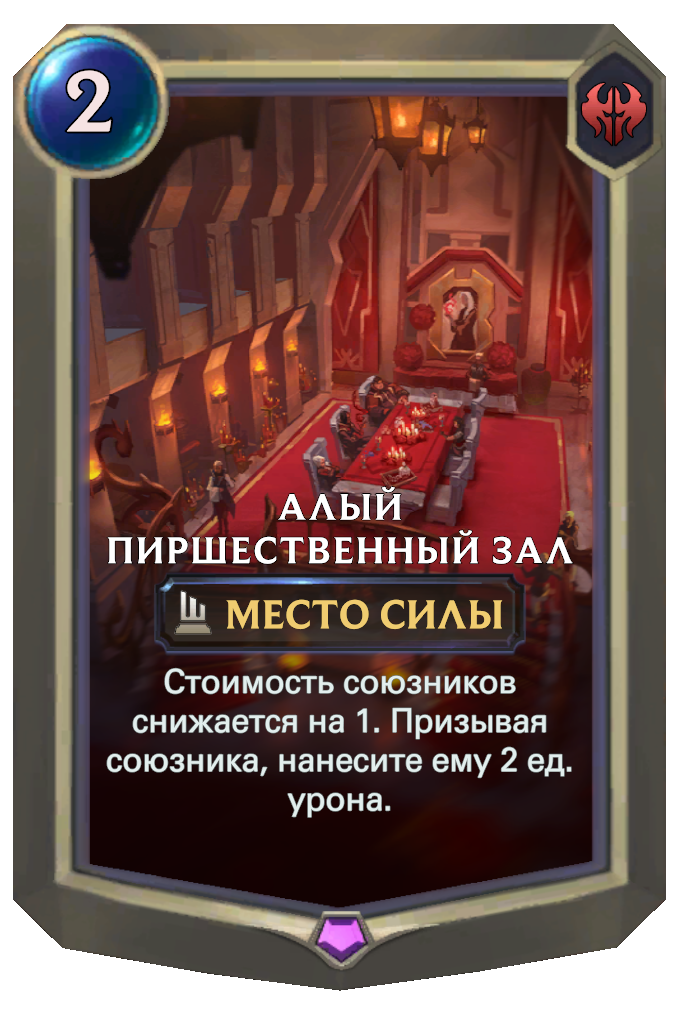 2
АЛЫЙ
ПИРШЕСТВЕННЫЙ ЗАЛ
МЕСТО СИЛЫ
Стоимость союзников
снижается на 1. Призывая
союзника, нанесите ему 2 ед.
урона.